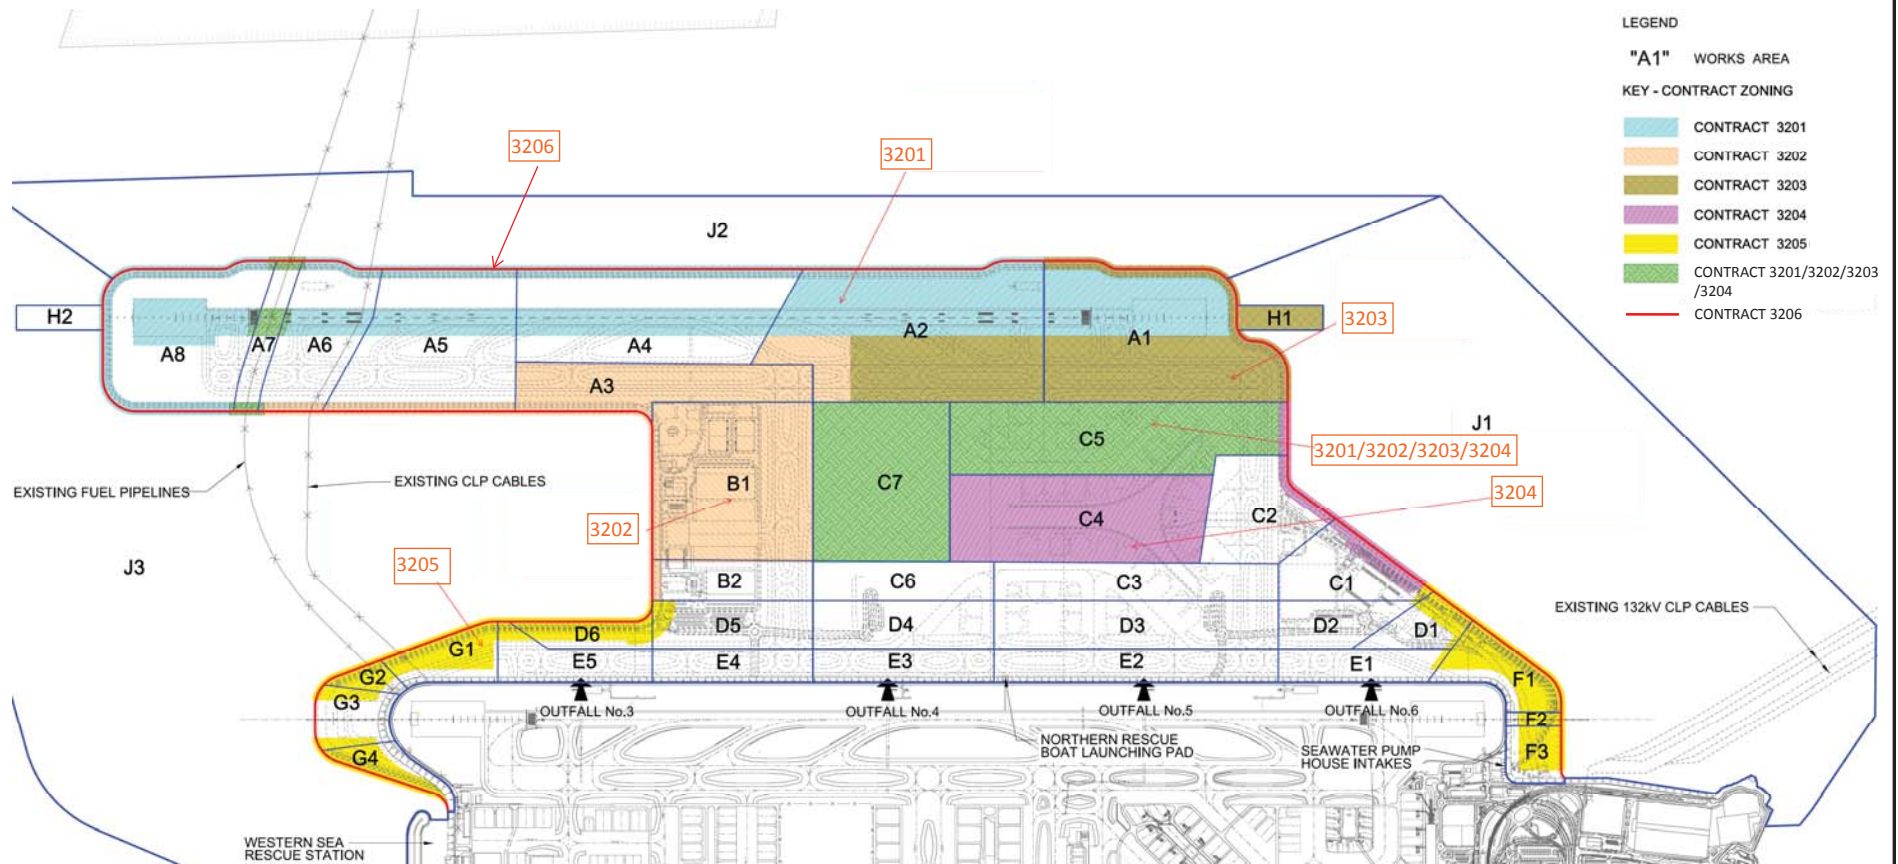 LEGEND
"A1" WORKS AREA
KEY - CONTRACT ZONING
CONTRACT 3201
CONTRACT 3202
CONTRACT 3203
CONTRACT 3204
CONTRACT 3205
CONTRACT 3201/3202/3203
/3204
CONTRACT 3206
3206
3201
J2
H2
A8
A7
A6
A5
A4
A2
A1
H1
3203
A3
J1
C5
3201/3202/3203/3204
EXISTING FUEL PIPELINES
EXISTING CLP CABLES
B1
C7
C4
C2
3204
3202
J3
3205
B2
C6
C3
C1
EXISTING 132kV CLP CABLES
D6
D5
D4
D3
D2
D1
G1
E5
E4
E3
E2
E1
G2
F1
G3
OUTFALL No.3
OUTFALL No.4
OUTFALL No.5
OUTFALL No.6
F2
G4
NORTHERN RESCUE
BOAT LAUNCHING PAD
SEAWATER PUMP
HOUSE INTAKES
F3
WESTERN SEA
RESCUE STATION